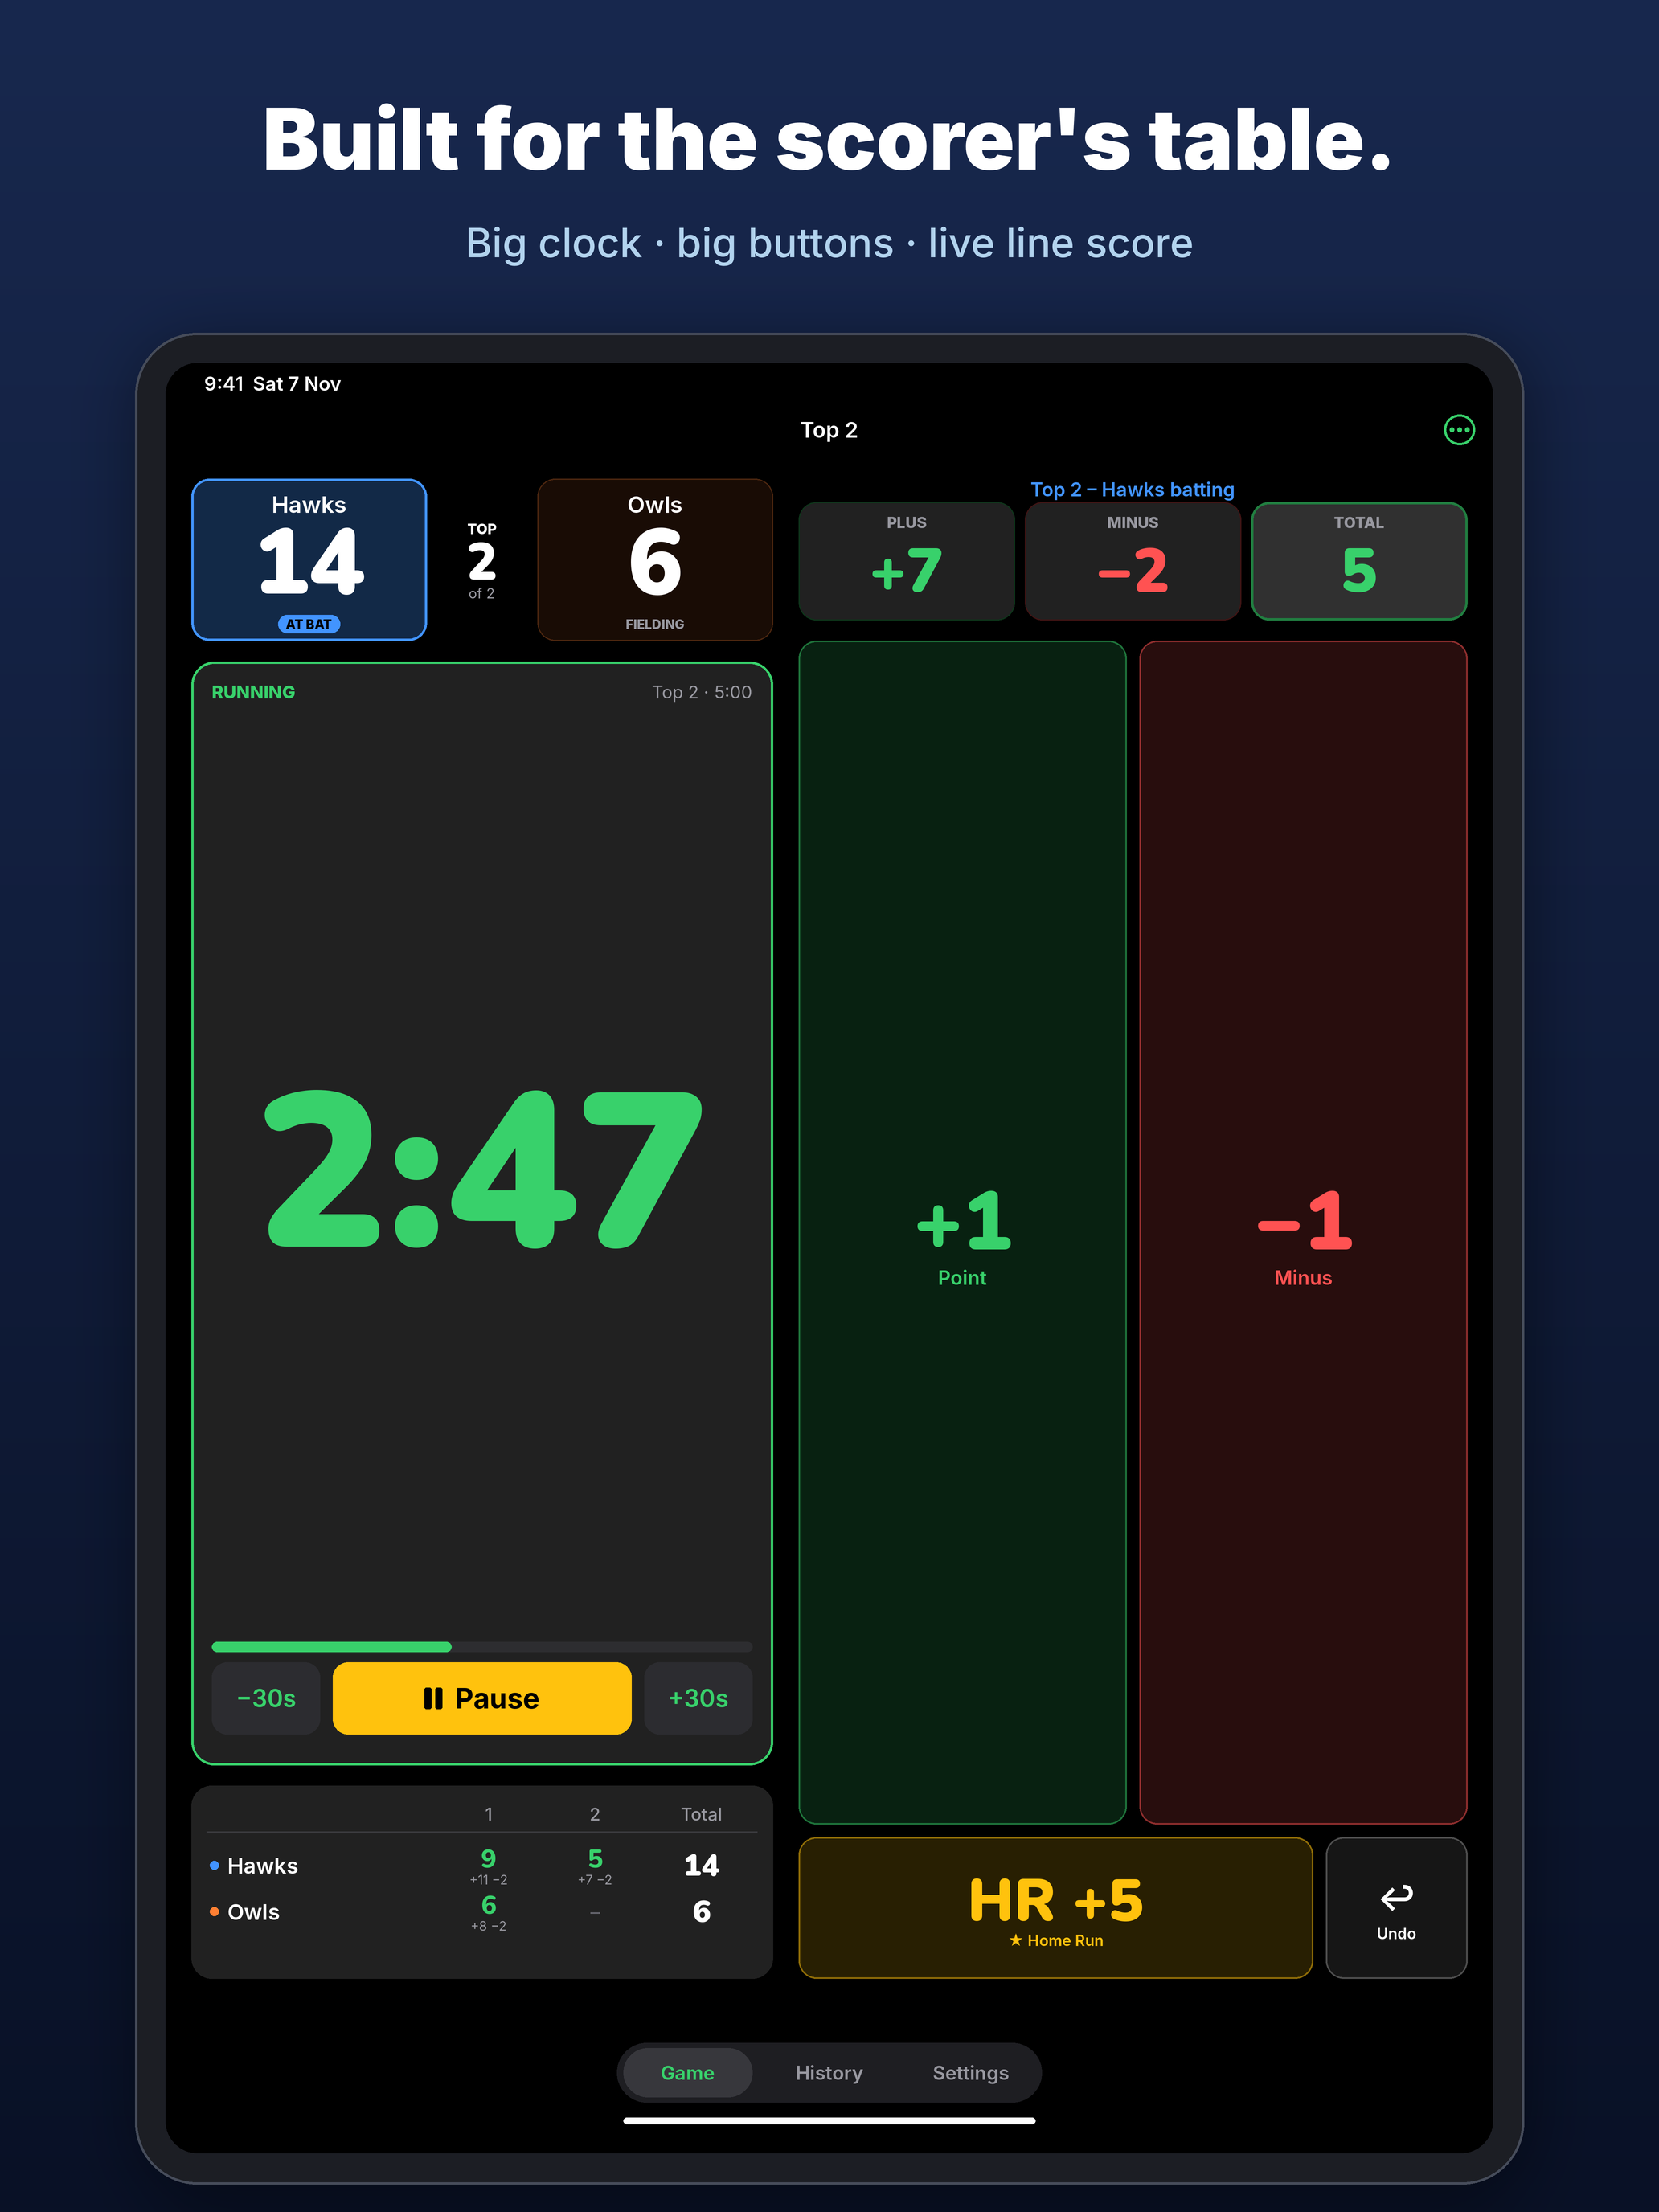 Built for the scorer's table.
Big clock · big buttons · live line score
9:41 Sat 7 Nov
Top 2
Hawks
14
AT BAT
TOP
2
of 2
Owls
6
FIELDING
Top 2 – Hawks batting
PLUS
+7
MINUS
−2
TOTAL
5
RUNNING
Top 2 · 5:00
2:47
−30s
Pause
+30s
+1
Point
−1
Minus
1 2 Total
Hawks 9 5 14
+11 −2 +7 −2
Owls 6 – 6
+8 −2
HR +5
★ Home Run
Undo
Game History Settings